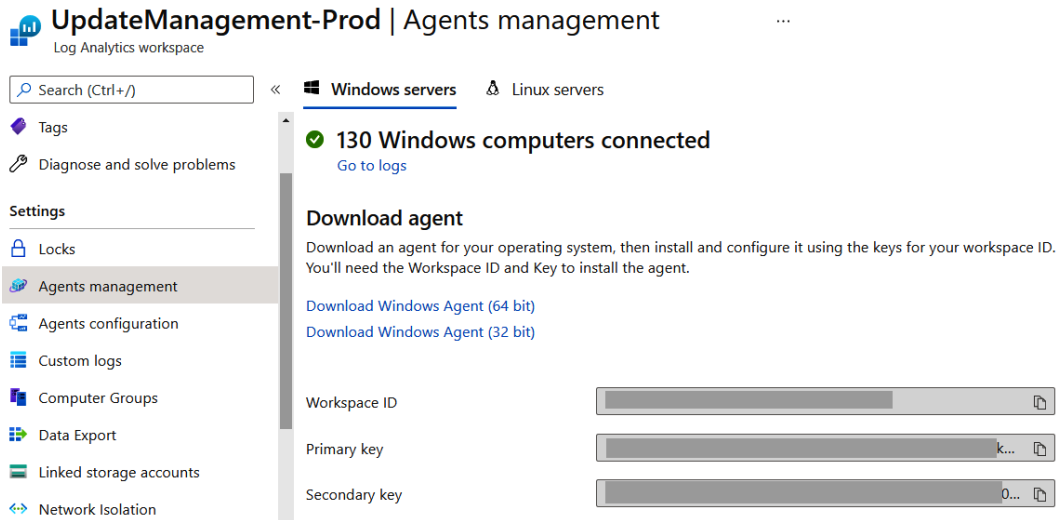 UpdateManagement-Prod | Agents management ...
Log Analytics workspace
Search (Ctrl+/)
«
Tags
Diagnose and solve problems
Settings
Locks
Agents management
Agents configuration
Custom logs
Computer Groups
Data Export
Linked storage accounts
Network Isolation
Windows servers
Linux servers
130 Windows computers connected
Go to logs
Download agent
Download an agent for your operating system, then install and configure it using the keys for your workspace ID.
You'll need the Workspace ID and Key to install the agent.
Download Windows Agent (64 bit)
Download Windows Agent (32 bit)
Workspace ID
Primary key k...
Secondary key 0...